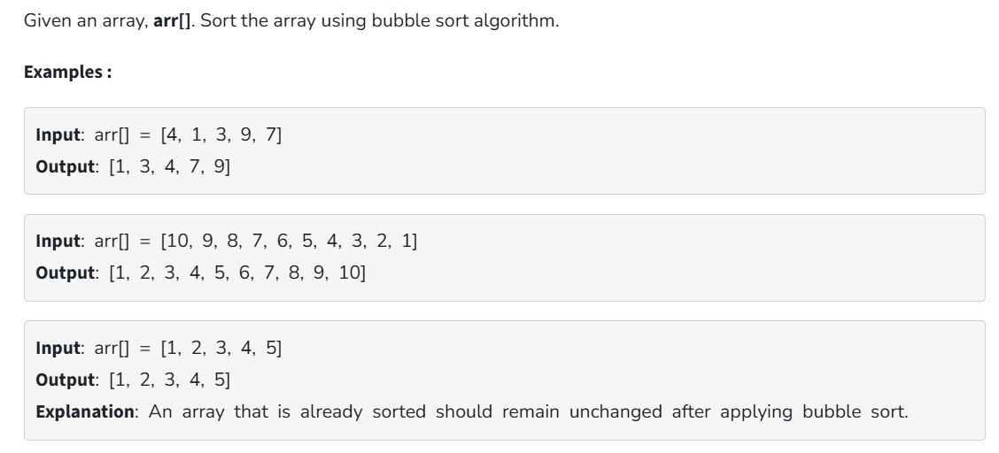 Given an array, arr[]. Sort the array using bubble sort algorithm.
Examples :
Input: arr[] = [4, 1, 3, 9, 7]
Output: [1, 3, 4, 7, 9]
Input: arr[] = [10, 9, 8, 7, 6, 5, 4, 3, 2, 1]
Output: [1, 2, 3, 4, 5, 6, 7, 8, 9, 10]
Input: arr[] = [1, 2, 3, 4, 5]
Output: [1, 2, 3, 4, 5]
Explanation: An array that is already sorted should remain unchanged after applying bubble sort.